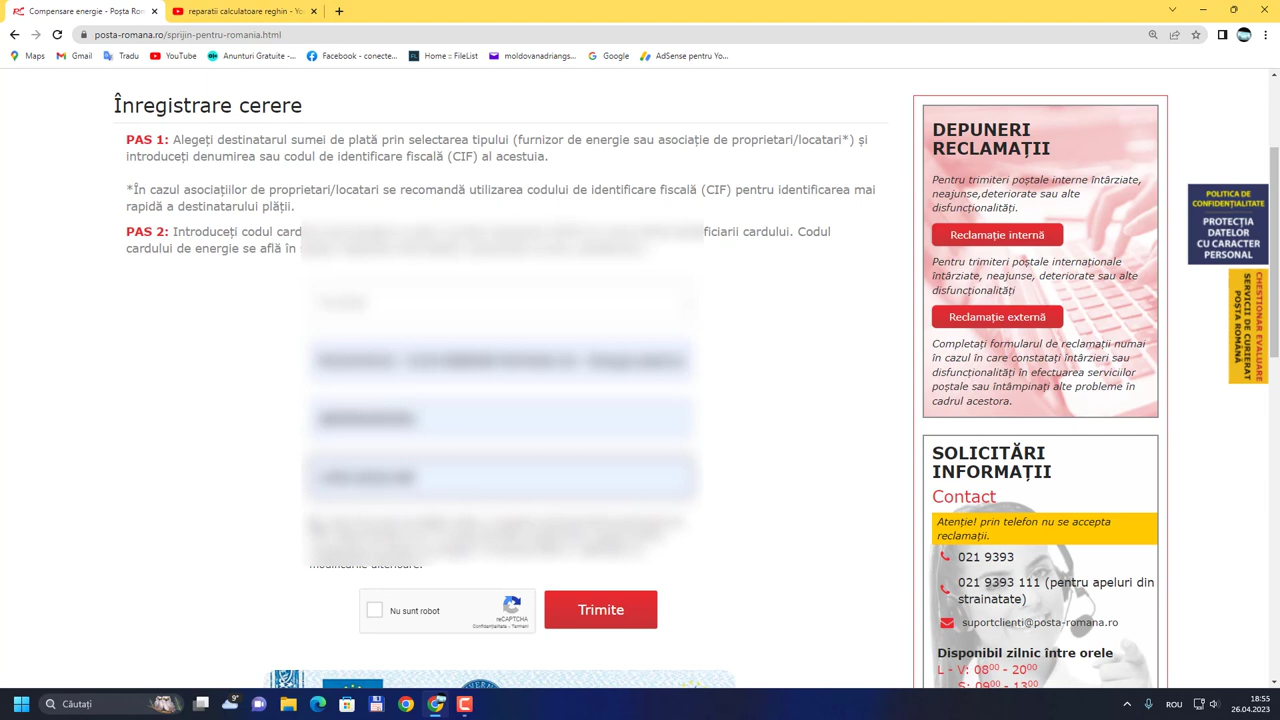 Compensare energie - Poșta Rom
reparatii calculatoare reghin - Yo
posta-romana.ro/sprijin-pentru-romania.html
Maps
Gmail
Tradu
YouTube
Anunturi Gratuite -...
Facebook - conecte...
Home :: FileList
moldovanadriangs...
Google
AdSense pentru Yo...
Înregistrare cerere
PAS 1: Alegeți destinatarul sumei de plată prin selectarea tipului (furnizor de energie sau asociație de proprietari/locatari*) și
introduceți denumirea sau codul de identificare fiscală (CIF) al acestuia.
*În cazul asociațiilor de proprietari/locatari se recomandă utilizarea codului de identificare fiscală (CIF) pentru identificarea mai
rapidă a destinatarului plății.
PAS 2: Introduceți codul card
ficiarii cardului. Codul
cardului de energie se află în
modificările ulterioare.
Nu sunt robot
reCAPTCHA
Confidențialitate - Termeni
Trimite
DEPUNERI
RECLAMAȚII
Pentru trimiteri poștale interne întârziate,
neajunse,deteriorate sau alte
disfuncționalități.
Reclamație internă
Pentru trimiteri poștale internaționale
întârziate, neajunse, deteriorate sau alte
disfuncționalități
Reclamație externă
Completați formularul de reclamații numai
în cazul în care constatați întârzieri sau
disfuncționalități în efectuarea serviciilor
poștale sau întâmpinați alte probleme în
cadrul acestora.
SOLICITĂRI
INFORMAȚII
Contact
Atenție! prin telefon nu se accepta
reclamații.
021 9393
021 9393 111 (pentru apeluri din
strainatate)
suportclienti@posta-romana.ro
Disponibil zilnic între orele
L - V: 08⁰⁰ - 20⁰⁰
S: 09⁰⁰ - 13⁰⁰
POLITICA DE
CONFIDENȚIALITATE
PROTECȚIA
DATELOR
CU CARACTER
PERSONAL
CHESTIONAR EVALUARE
SERVICII DE CURIERAT
POȘTA ROMÂNĂ
Căutați
ROU
18:55
26.04.2023